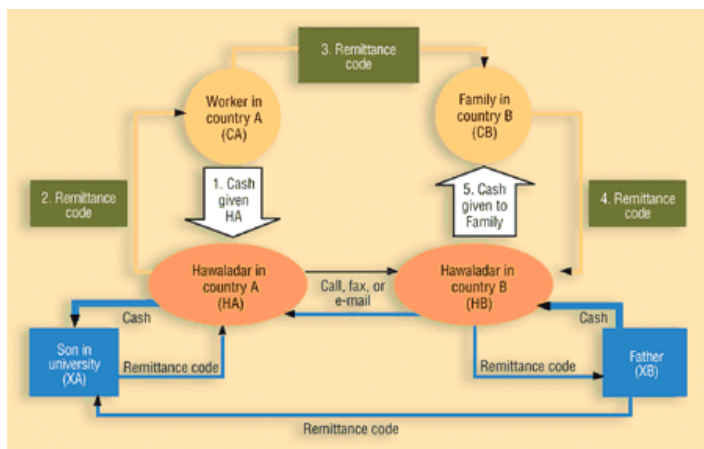 3. Remittance
code
Worker in
country A
(CA)
Family in
country B
(CB)
2. Remittance
code
1. Cash
given
HA
5. Cash
given to
Family
4. Remittance
code
Hawaladar in
country A
(HA)
Call, fax, or
e-mail
Hawaladar in
country B
(HB)
Cash
Cash
Son in
university
(XA)
Remittance code
Remittance code
Father
(XB)
Remittance code